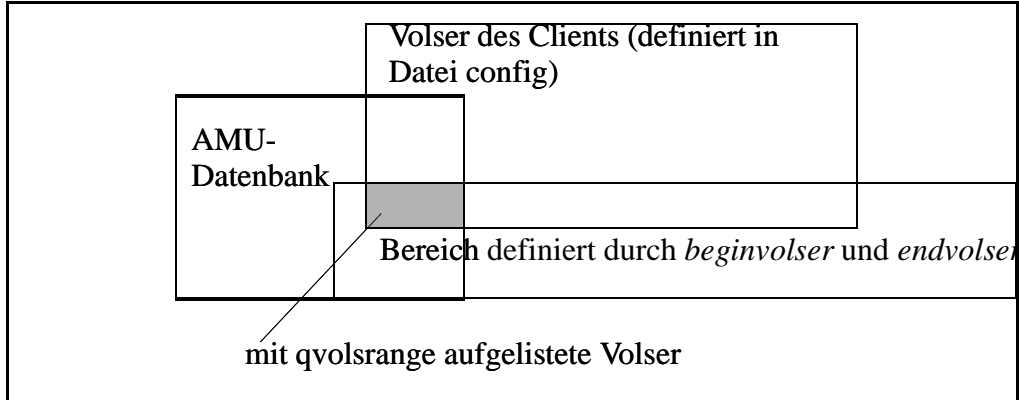 Volser des Clients (definiert in
Datei config)
AMU-
Datenbank
Bereich definiert durch beginvolser und endvolser
mit qvolsrange aufgelistete Volser